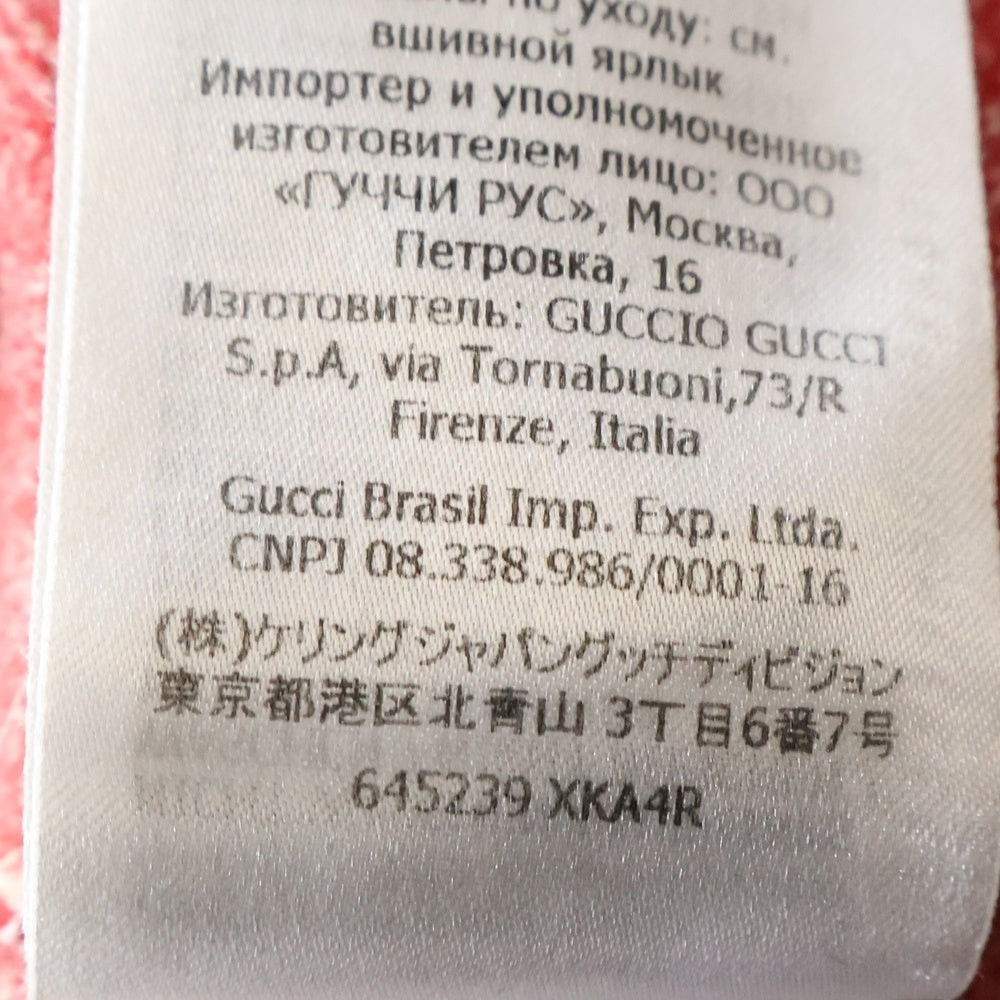 по уходу: см.
вшивной ярлык
Импортер и уполномоченное
изготовителем лицо: ООО
«ГУЧЧИ РУС», Москва,
Петровка, 16
Изготовитель: GUCCIO GUCCI
S.p.A, via Tornabuoni,73/R
Firenze, Italia
Gucci Brasil Imp. Exp. Ltda.
CNPJ 08.338.986/0001-16
(株)ケリングジャパングッチディビジョン
東京都港区北青山 3丁目6番7号
645239 XKA4R